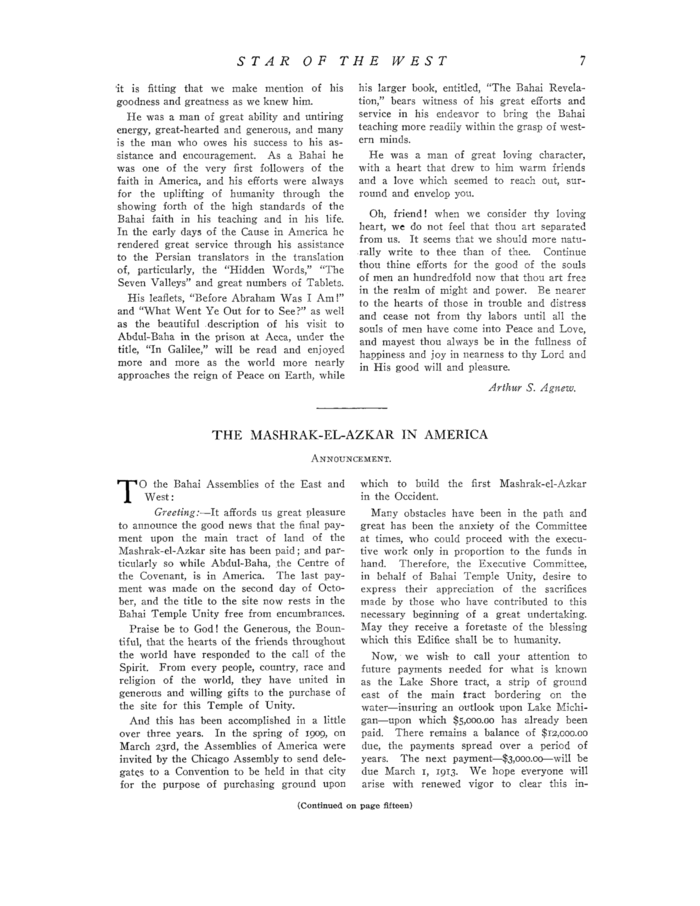 STAR OF THE WEST 7
it is fitting that we make mention of his
goodness and greatness as we knew him.
He was a man of great ability and untiring
energy, great-hearted and generous, and many
is the man who owes his success to his as-
sistance and encouragement. As a Bahai he
was one of the very first followers of the
faith in America, and his efforts were always
for the uplifting of humanity through the
showing forth of the high standards of the
Bahai faith in his teaching and in his life.
In the early days of the Cause in America he
rendered great service through his assistance
to the Persian translators in the translation
of, particularly, the "Hidden Words," "The
Seven Valleys" and great numbers of Tablets.
His leaflets, "Before Abraham Was I Am!"
and "What Went Ye Out for to See?" as well
as the beautiful description of his visit to
Abdul-Baha in the prison at Acca, under the
title, "In Galilee," will be read and enjoyed
more and more as the world more nearly
approaches the reign of Peace on Earth, while
his larger book, entitled, "The Bahai Revela-
tion," bears witness of his great efforts and
service in his endeavor to bring the Bahai
teaching more readily within the grasp of west-
ern minds.
He was a man of great loving character,
with a heart that drew to him warm friends
and a love which seemed to reach out, sur-
round and envelop you.
Oh, friend! when we consider thy loving
heart, we do not feel that thou art separated
from us. It seems that we should more natu-
rally write to thee than of thee. Continue
thou thine efforts for the good of the souls
of men an hundredfold now that thou art free
in the realm of might and power. Be nearer
to the hearts of those in trouble and distress
and cease not from thy labors until all the
souls of men have come into Peace and Love,
and mayest thou always be in the fullness of
happiness and joy in nearness to thy Lord and
in His good will and pleasure.
Arthur S. Agnew.
THE MASHRAK-EL-AZKAR IN AMERICA
ANNOUNCEMENT.
TO the Bahai Assemblies of the East and
West:
Greeting:—It affords us great pleasure
to announce the good news that the final pay-
ment upon the main tract of land of the
Mashrak-el-Azkar site has been paid; and par-
ticularly so while Abdul-Baha, the Centre of
the Covenant, is in America. The last pay-
ment was made on the second day of Octo-
ber, and the title to the site now rests in the
Bahai Temple Unity free from encumbrances.
Praise be to God! the Generous, the Boun-
tiful, that the hearts of the friends throughout
the world have responded to the call of the
Spirit. From every people, country, race and
religion of the world, they have united in
generous and willing gifts to the purchase of
the site for this Temple of Unity.
And this has been accomplished in a little
over three years. In the spring of 1909, on
March 23rd, the Assemblies of America were
invited by the Chicago Assembly to send dele-
gates to a Convention to be held in that city
for the purpose of purchasing ground upon
which to build the first Mashrak-el-Azkar
in the Occident.
Many obstacles have been in the path and
great has been the anxiety of the Committee
at times, who could proceed with the execu-
tive work only in proportion to the funds in
hand. Therefore, the Executive Committee,
in behalf of Bahai Temple Unity, desire to
express their appreciation of the sacrifices
made by those who have contributed to this
necessary beginning of a great undertaking.
May they receive a foretaste of the blessing
which this Edifice shall be to humanity.
Now, we wish to call your attention to
future payments needed for what is known
as the Lake Shore tract, a strip of ground
east of the main tract bordering on the
water—insuring an outlook upon Lake Michi-
gan—upon which $5,000.00 has already been
paid. There remains a balance of $12,000.00
due, the payments spread over a period of
years. The next payment—$3,000.00—will be
due March 1, 1913. We hope everyone will
arise with renewed vigor to clear this in-
(Continued on page fifteen)